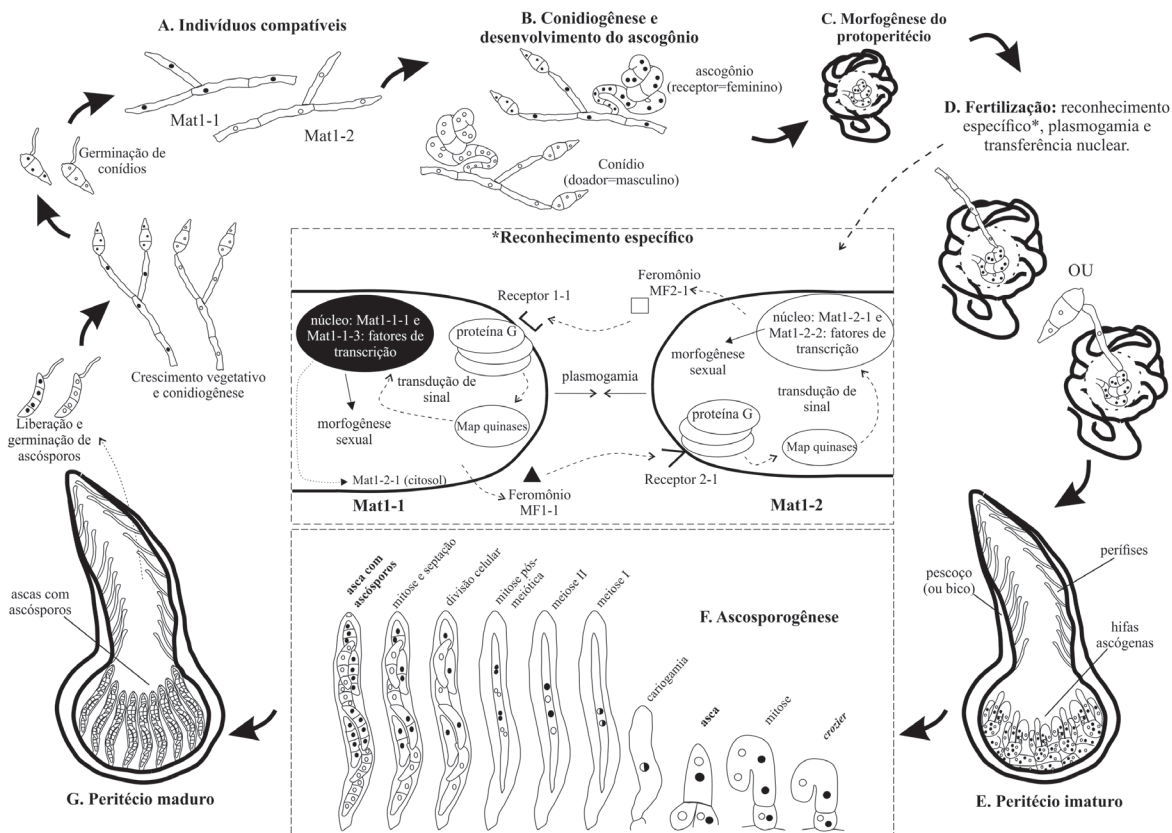 A. Indivíduos compatíveis
Mat1-1
Mat1-2
B. Conidiogênese e
desenvolvimento do ascogônio
ascogônio
(receptor=feminino)
Conídio
(doador=masculino)
C. Morfogênese do
protoperitécio
D. Fertilização: reconhecimento
específico*, plasmogamia e
transferência nuclear.
OU
Germinação de
conídios
Crescimento vegetativo
e conidiogênese
Liberação e
germinação de
ascósporos
*Reconhecimento específico
núcleo: Mat1-1-1 e
Mat1-1-3: fatores de
transcrição
Receptor 1-1
proteína G
transdução de
sinal
Map quinases
morfogênese
sexual
Mat1-2-1 (citosol)
Mat1-1
plasmogamia
Feromônio
MF1-1
Feromônio
MF2-1
núcleo: Mat1-2-1 e
Mat1-2-2: fatores de
transcrição
morfogênese
sexual
transdução de
sinal
proteína G
Map quinases
Receptor 2-1
Mat1-2
pescoço
(ou bico)
perífises
hifas
ascógenas
E. Peritécio imaturo
F. Ascosporogênese
asca com
ascósporos
mitose e septação
divisão celular
mitose pós-
meiótica
meiose II
meiose I
cariogamia
asca
mitose
crozier
ascas com
ascósporos
G. Peritécio maduro